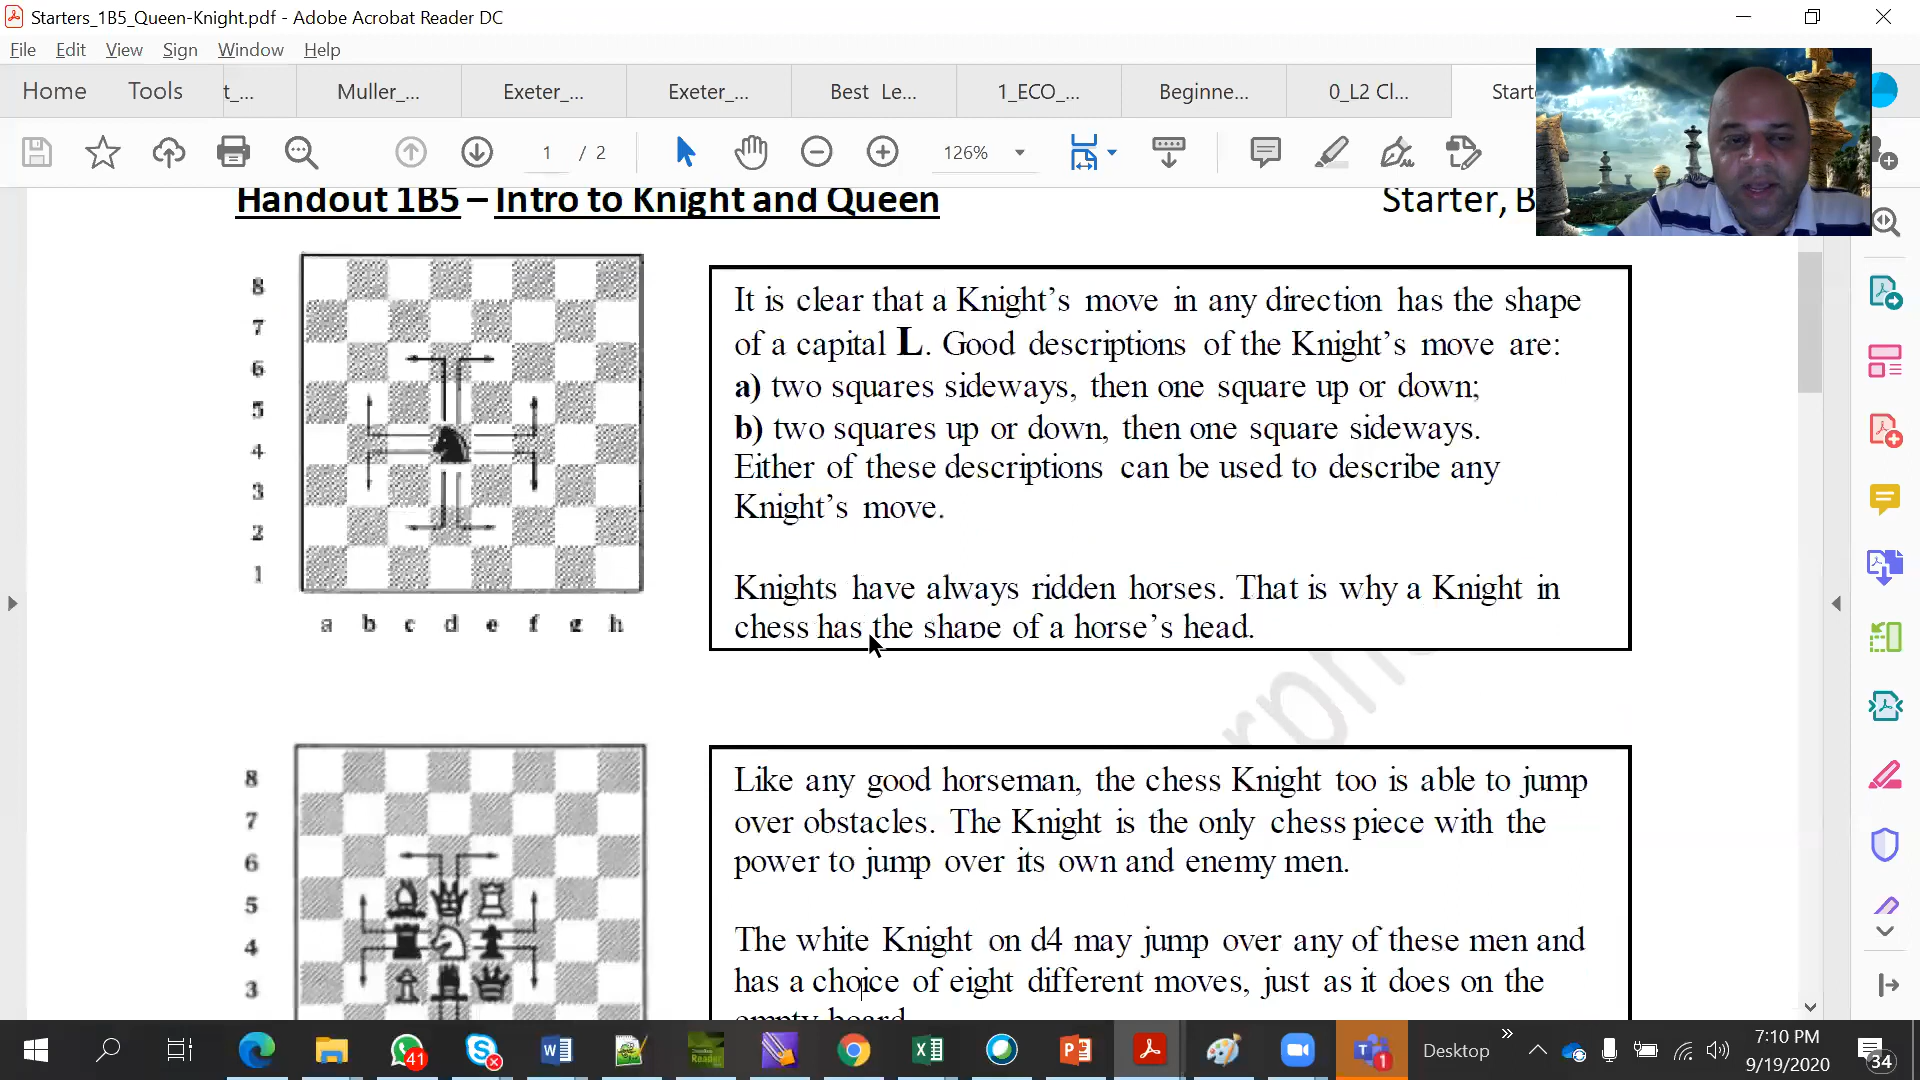 Starters_1B5_Queen-Knight.pdf - Adobe Acrobat Reader DC
File Edit View Sign Window Help
Home Tools t_... Muller_... Exeter_... Exeter_... Best Le... 1_ECO_... Beginne... 0_L2 Cl... Start
1 / 2 126%
Handout 1B5 – Intro to Knight and Queen Starter, B
8
7
6
5
4
3
2
1
a b c d e f g h
It is clear that a Knight's move in any direction has the shape
of a capital L. Good descriptions of the Knight's move are:
a) two squares sideways, then one square up or down;
b) two squares up or down, then one square sideways.
Either of these descriptions can be used to describe any
Knight's move.
Knights have always ridden horses. That is why a Knight in
chess has the shape of a horse's head.
8
7
6
5
4
3
Like any good horseman, the chess Knight too is able to jump
over obstacles. The Knight is the only chess piece with the
power to jump over its own and enemy men.
The white Knight on d4 may jump over any of these men and
has a choice of eight different moves, just as it does on the
empty board.
41
1
Desktop
7:10 PM
9/19/2020
34